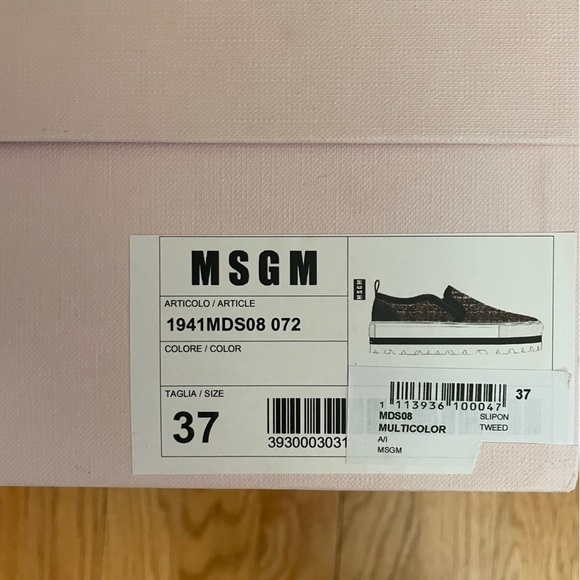 MSGM
MSGM
ARTICOLO / ARTICLE
1941MDS08 072
COLORE / COLOR
TAGLIA / SIZE
37
3930003031
37
1 113936 100047
MDS08 SLIPON
MULTICOLOR TWEED
A/I
MSGM